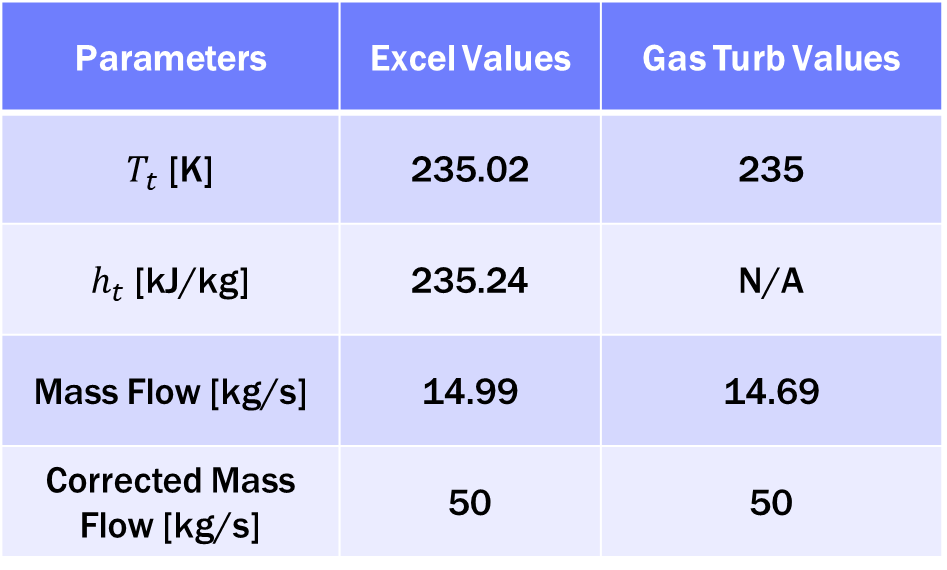 Parameters Excel Values Gas Turb Values
T_t [K] 235.02 235
h_t [kJ/kg] 235.24 N/A
Mass Flow [kg/s] 14.99 14.69
Corrected Mass
Flow [kg/s] 50 50